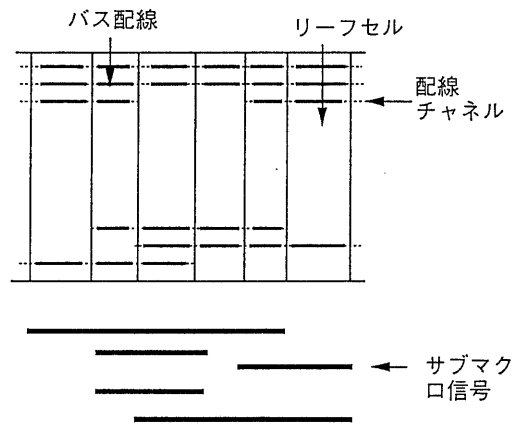 バス配線
リーフセル
配線
チャネル
サブマク
ロ信号